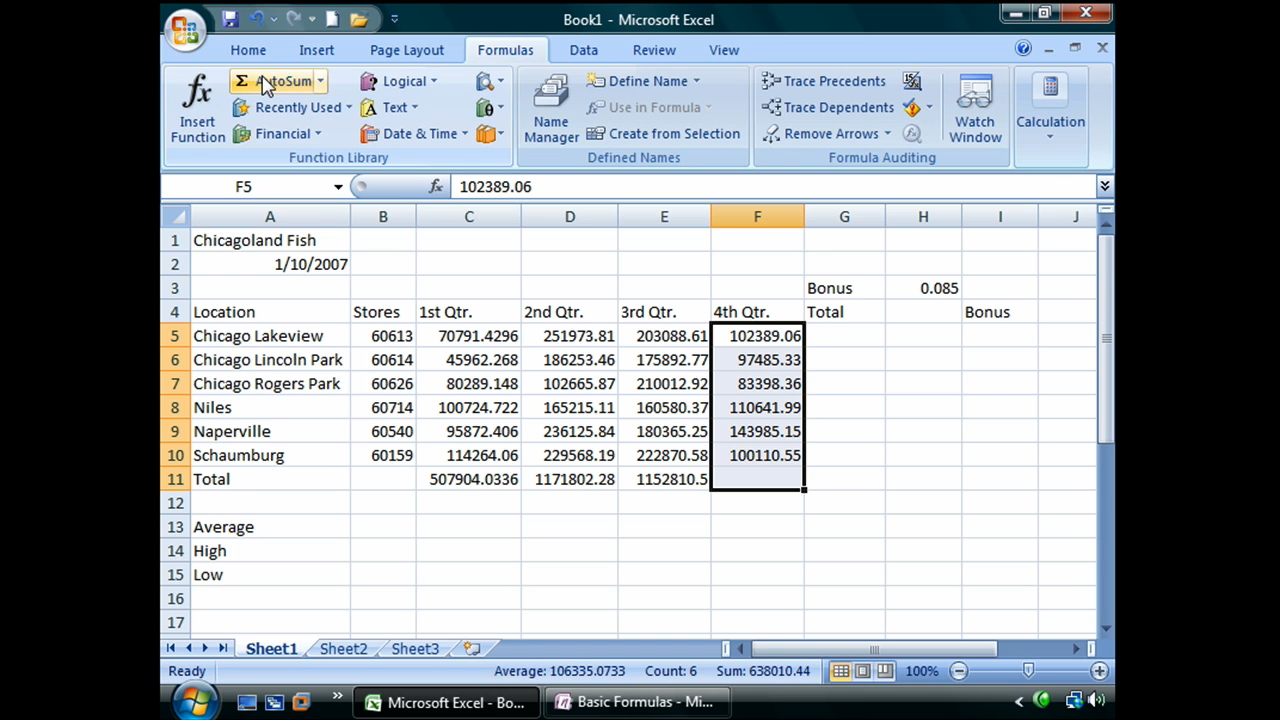 Book1 - Microsoft Excel
Home Insert Page Layout Formulas Data Review View
fx Σ AutoSum Logical Define Name Trace Precedents
Recently Used Text Use in Formula Trace Dependents
Insert Function Financial Date & Time Name Manager Create from Selection Remove Arrows Watch Window Calculation
Function Library Defined Names Formula Auditing
F5 fx 102389.06
A B C D E F G H I J
1 Chicagoland Fish
2 1/10/2007
3 Bonus 0.085
4 Location Stores 1st Qtr. 2nd Qtr. 3rd Qtr. 4th Qtr. Total Bonus
5 Chicago Lakeview 60613 70791.4296 251973.81 203088.61 102389.06
6 Chicago Lincoln Park 60614 45962.268 186253.46 175892.77 97485.33
7 Chicago Rogers Park 60626 80289.148 102665.87 210012.92 83398.36
8 Niles 60714 100724.722 165215.11 160580.37 110641.99
9 Naperville 60540 95872.406 236125.84 180365.25 143985.15
10 Schaumburg 60159 114264.06 229568.19 222870.58 100110.55
11 Total 507904.0336 1171802.28 1152810.5
12
13 Average
14 High
15 Low
16
17
Sheet1 Sheet2 Sheet3
Ready Average: 106335.0733 Count: 6 Sum: 638010.44 100%
Microsoft Excel - Bo... Basic Formulas - Mi...